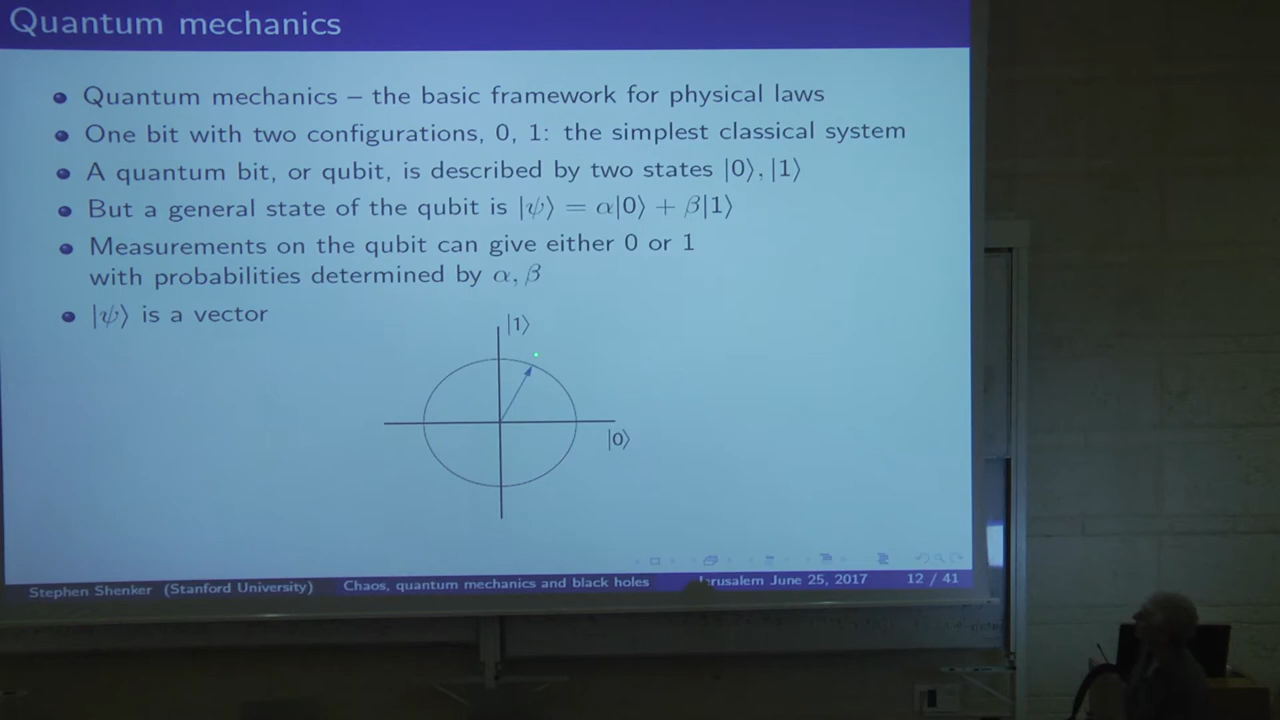 Quantum mechanics
Quantum mechanics – the basic framework for physical laws
One bit with two configurations, 0, 1: the simplest classical system
A quantum bit, or qubit, is described by two states |0⟩, |1⟩
But a general state of the qubit is |ψ⟩ = α|0⟩ + β|1⟩
Measurements on the qubit can give either 0 or 1
with probabilities determined by α, β
|ψ⟩ is a vector
|1⟩
|0⟩
Stephen Shenker (Stanford University) Chaos, quantum mechanics and black holes June 25, 2017 12 / 41